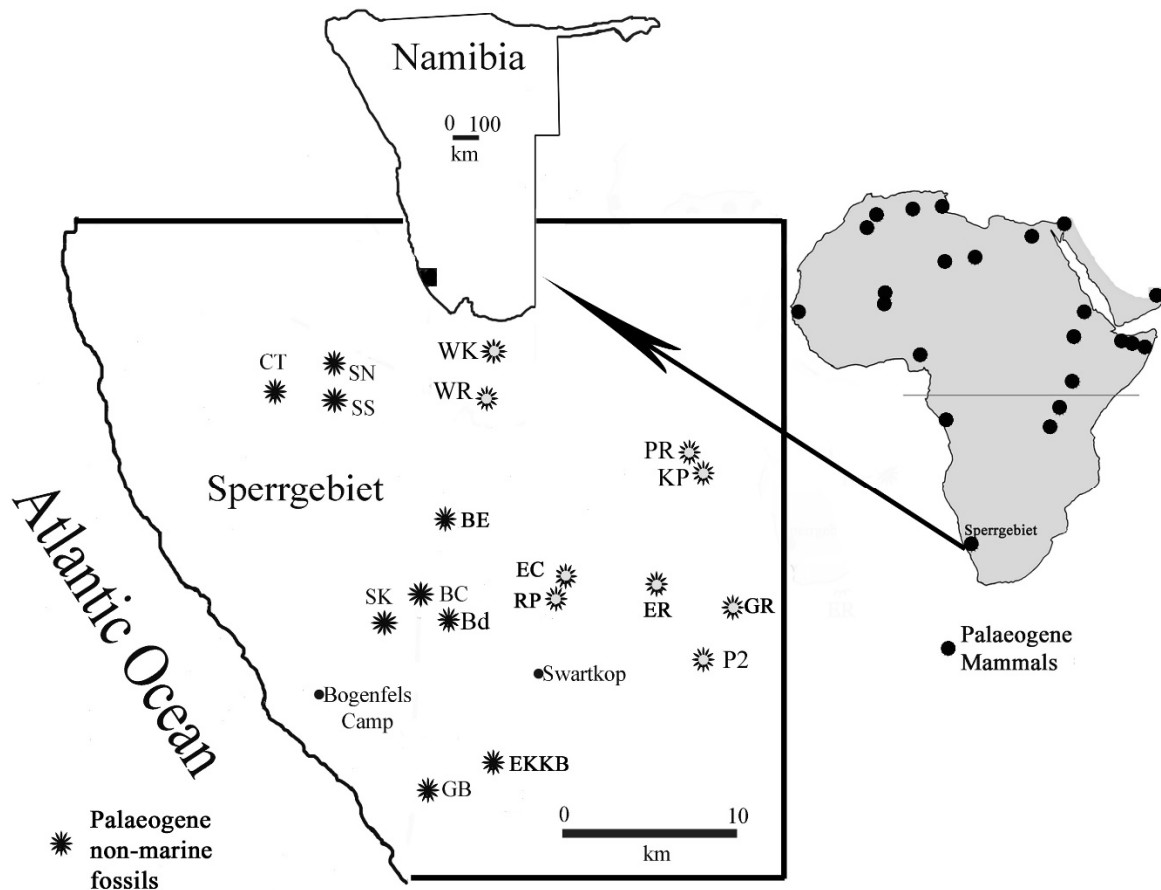 Namibia
0 100
km
CT
SN
SS
WK
WR
PR
KP
Sperrgebiet
BE
EC
RP
ER
GR
SK
BC
Bd
P2
Swartkop
Bogenfels
Camp
EKKB
GB
0 10
km
Atlantic Ocean
Palaeogene
non-marine
fossils
Sperrgebiet
Palaeogene
Mammals